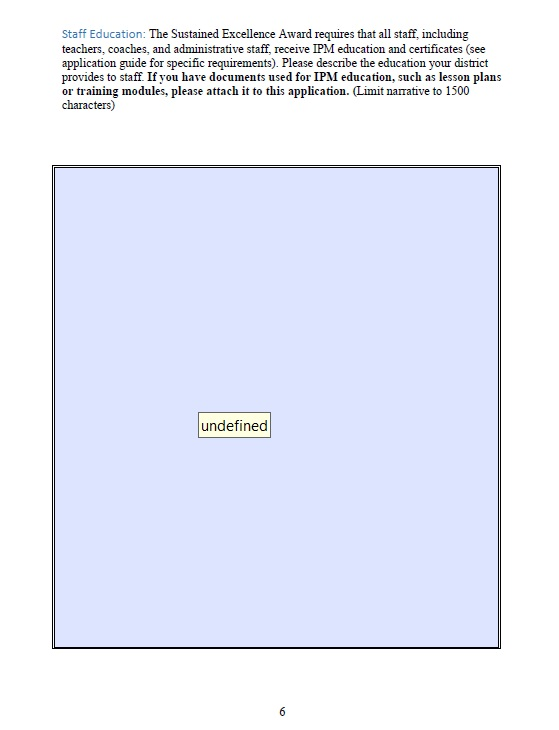 Staff Education: The Sustained Excellence Award requires that all staff, including
teachers, coaches, and administrative staff, receive IPM education and certificates (see
application guide for specific requirements). Please describe the education your district
provides to staff. If you have documents used for IPM education, such as lesson plans
or training modules, please attach it to this application. (Limit narrative to 1500
characters)
undefined
6